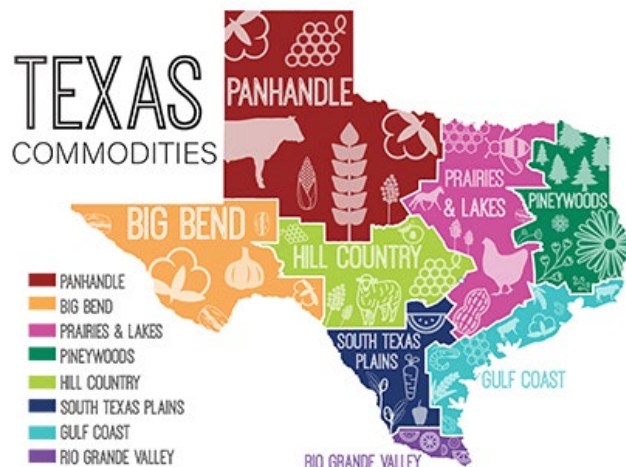 TEXAS
COMMODITIES
PANHANDLE
PRAIRIES
& LAKES
PINEYWOODS
BIG BEND
HILL COUNTRY
SOUTH TEXAS
PLAINS
GULF COAST
RIO GRANDE VALLEY
PANHANDLE
BIG BEND
PRAIRIES & LAKES
PINEYWOODS
HILL COUNTRY
SOUTH TEXAS PLAINS
GULF COAST
RIO GRANDE VALLEY